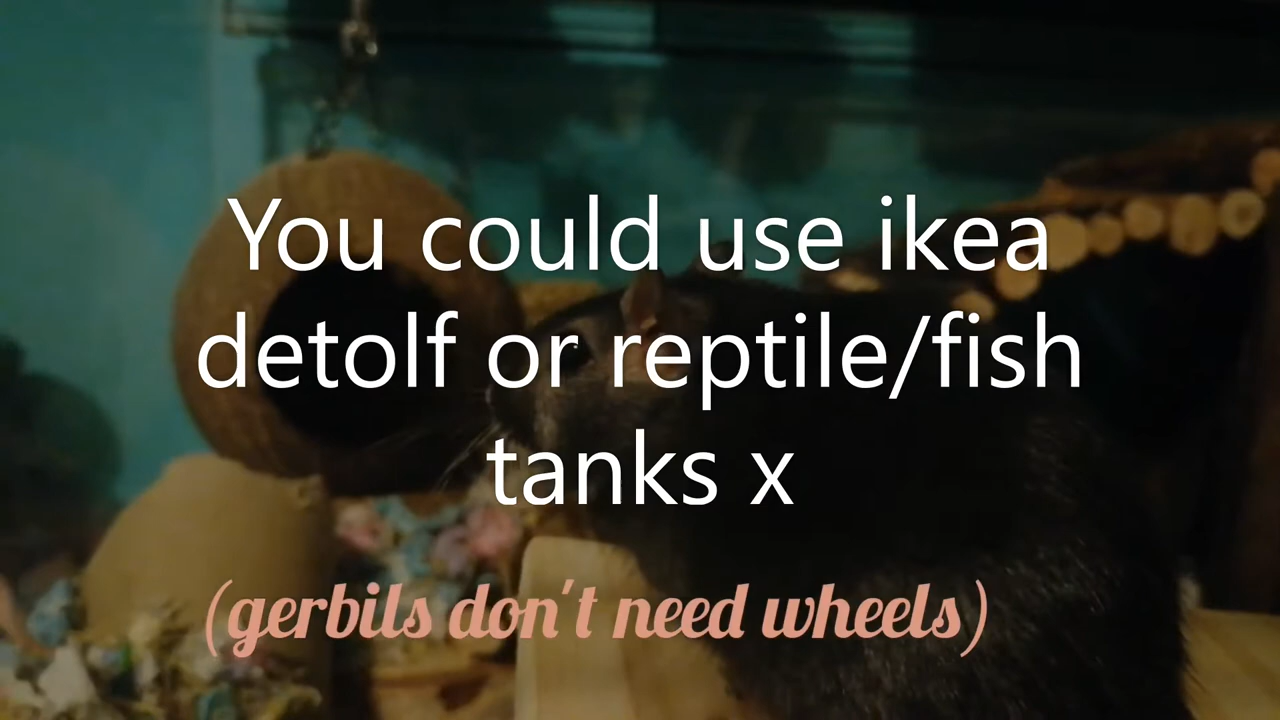 You could use ikea
detolf or reptile/fish
tanks x
(gerbils don't need wheels)